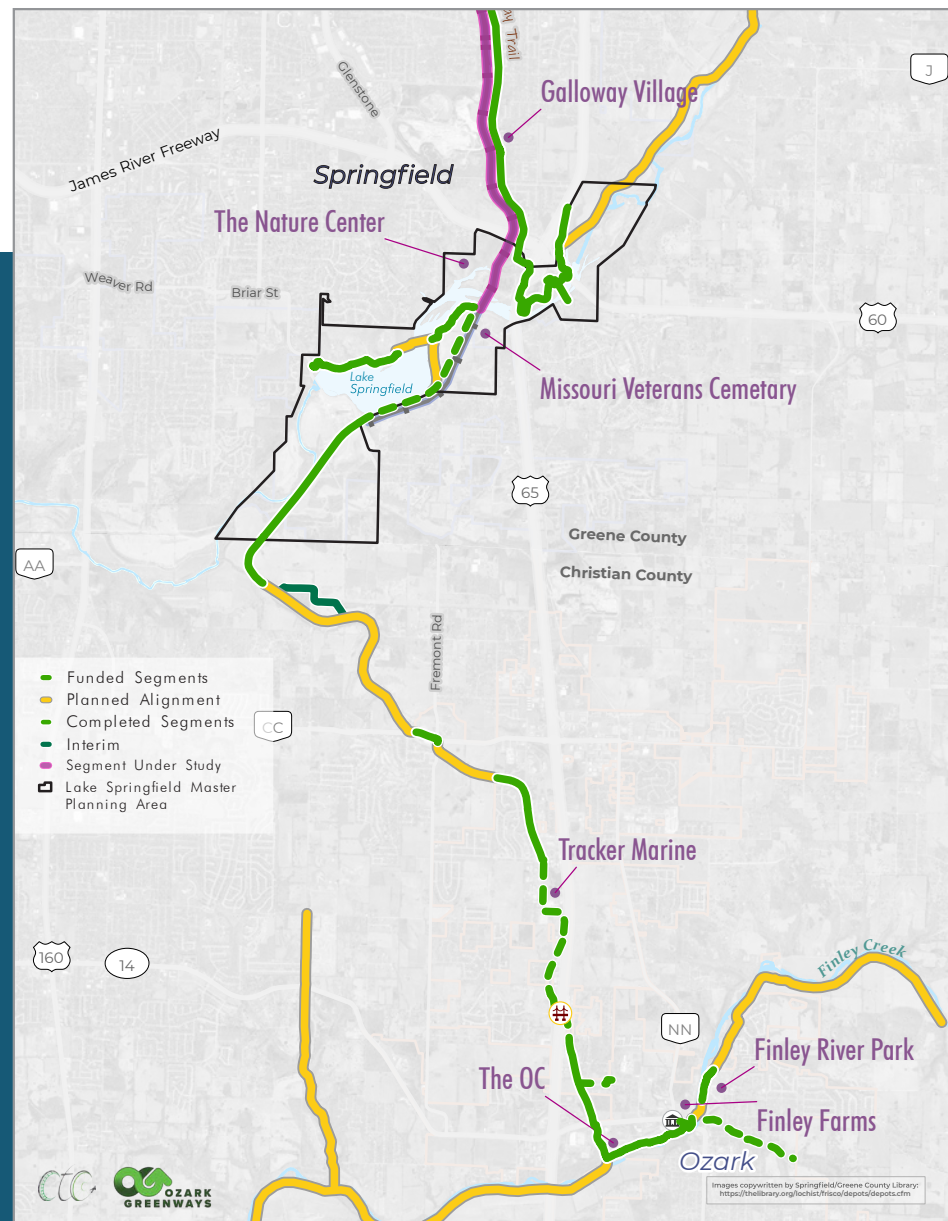 ay Trail
J
Glenstone
Galloway Village
James River Freeway
Springfield
The Nature Center
Weaver Rd
Briar St
60
Lake
Springfield
Missouri Veterans Cemetary
65
Greene County
AA
Christian County
Fremont Rd
Funded Segments
Planned Alignment
Completed Segments
Interim
Segment Under Study
Lake Springfield Master
Planning Area
CC
Tracker Marine
160
14
Finley Creek
NN
Finley River Park
The OC
Finley Farms
Ozark
OZARK
GREENWAYS
Images copywritten by Springfield/Greene County Library:
https://thelibrary.org/lochist/frisco/depots/depots.cfm